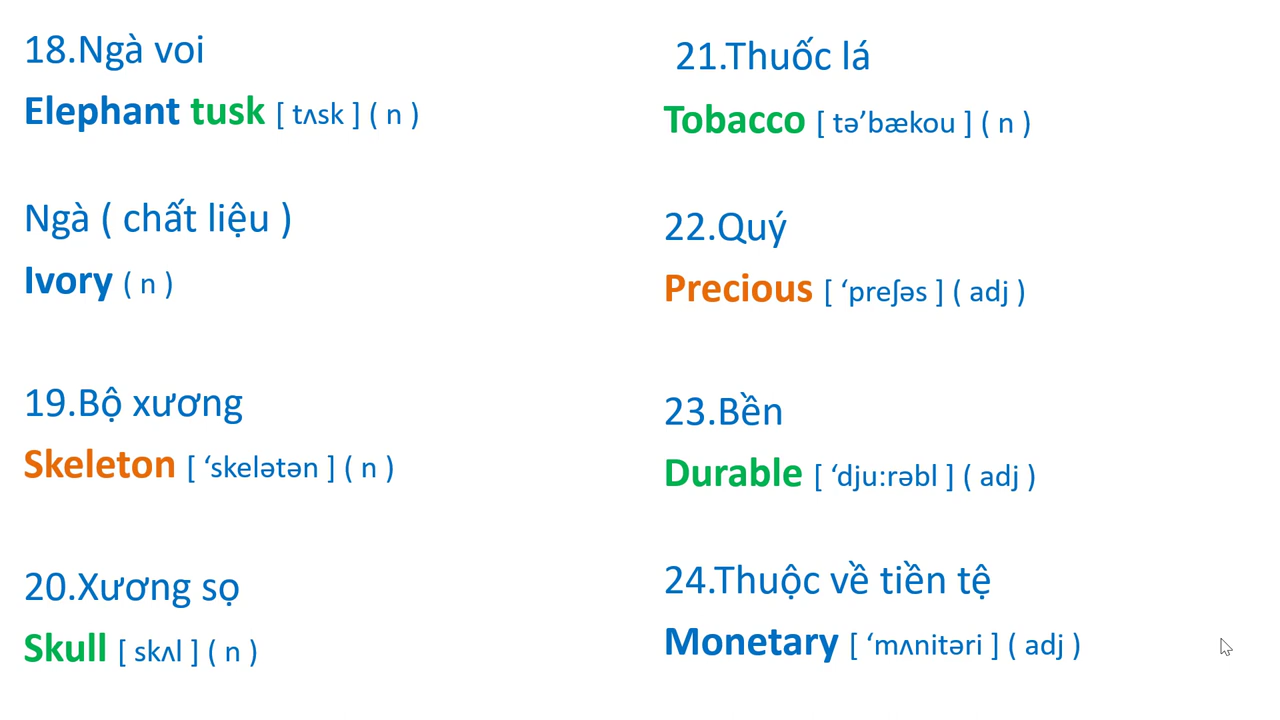 18.Ngà voi
Elephant tusk [ tʌsk ] ( n )
Ngà ( chất liệu )
Ivory ( n )
19.Bộ xương
Skeleton [ ‘skelətən ] ( n )
20.Xương sọ
Skull [ skʌl ] ( n )
21.Thuốc lá
Tobacco [ tə’bækou ] ( n )
22.Quý
Precious [ ‘preʃəs ] ( adj )
23.Bền
Durable [ ‘dju:rəbl ] ( adj )
24.Thuộc về tiền tệ
Monetary [ ‘mʌnitəri ] ( adj )